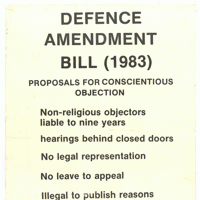 DEFENCE
AMENDMENT
BILL (1983)
PROPOSALS FOR CONSCIENTIOUS
OBJECTION
Non-religious objectors
liable to nine years
hearings behind closed doors
No legal representation
No leave to appeal
Illegal to publish reasons